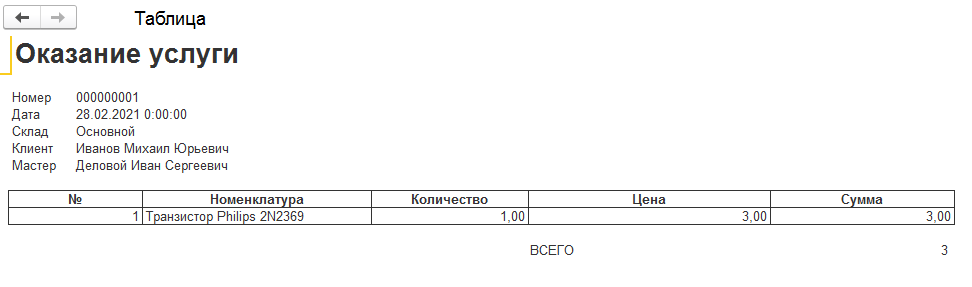 Таблица
Оказание услуги
Номер 000000001
Дата 28.02.2021 0:00:00
Склад Основной
Клиент Иванов Михаил Юрьевич
Мастер Деловой Иван Сергеевич
№ Номенклатура Количество Цена Сумма
1 Транзистор Philips 2N2369 1,00 3,00 3,00
ВСЕГО 3